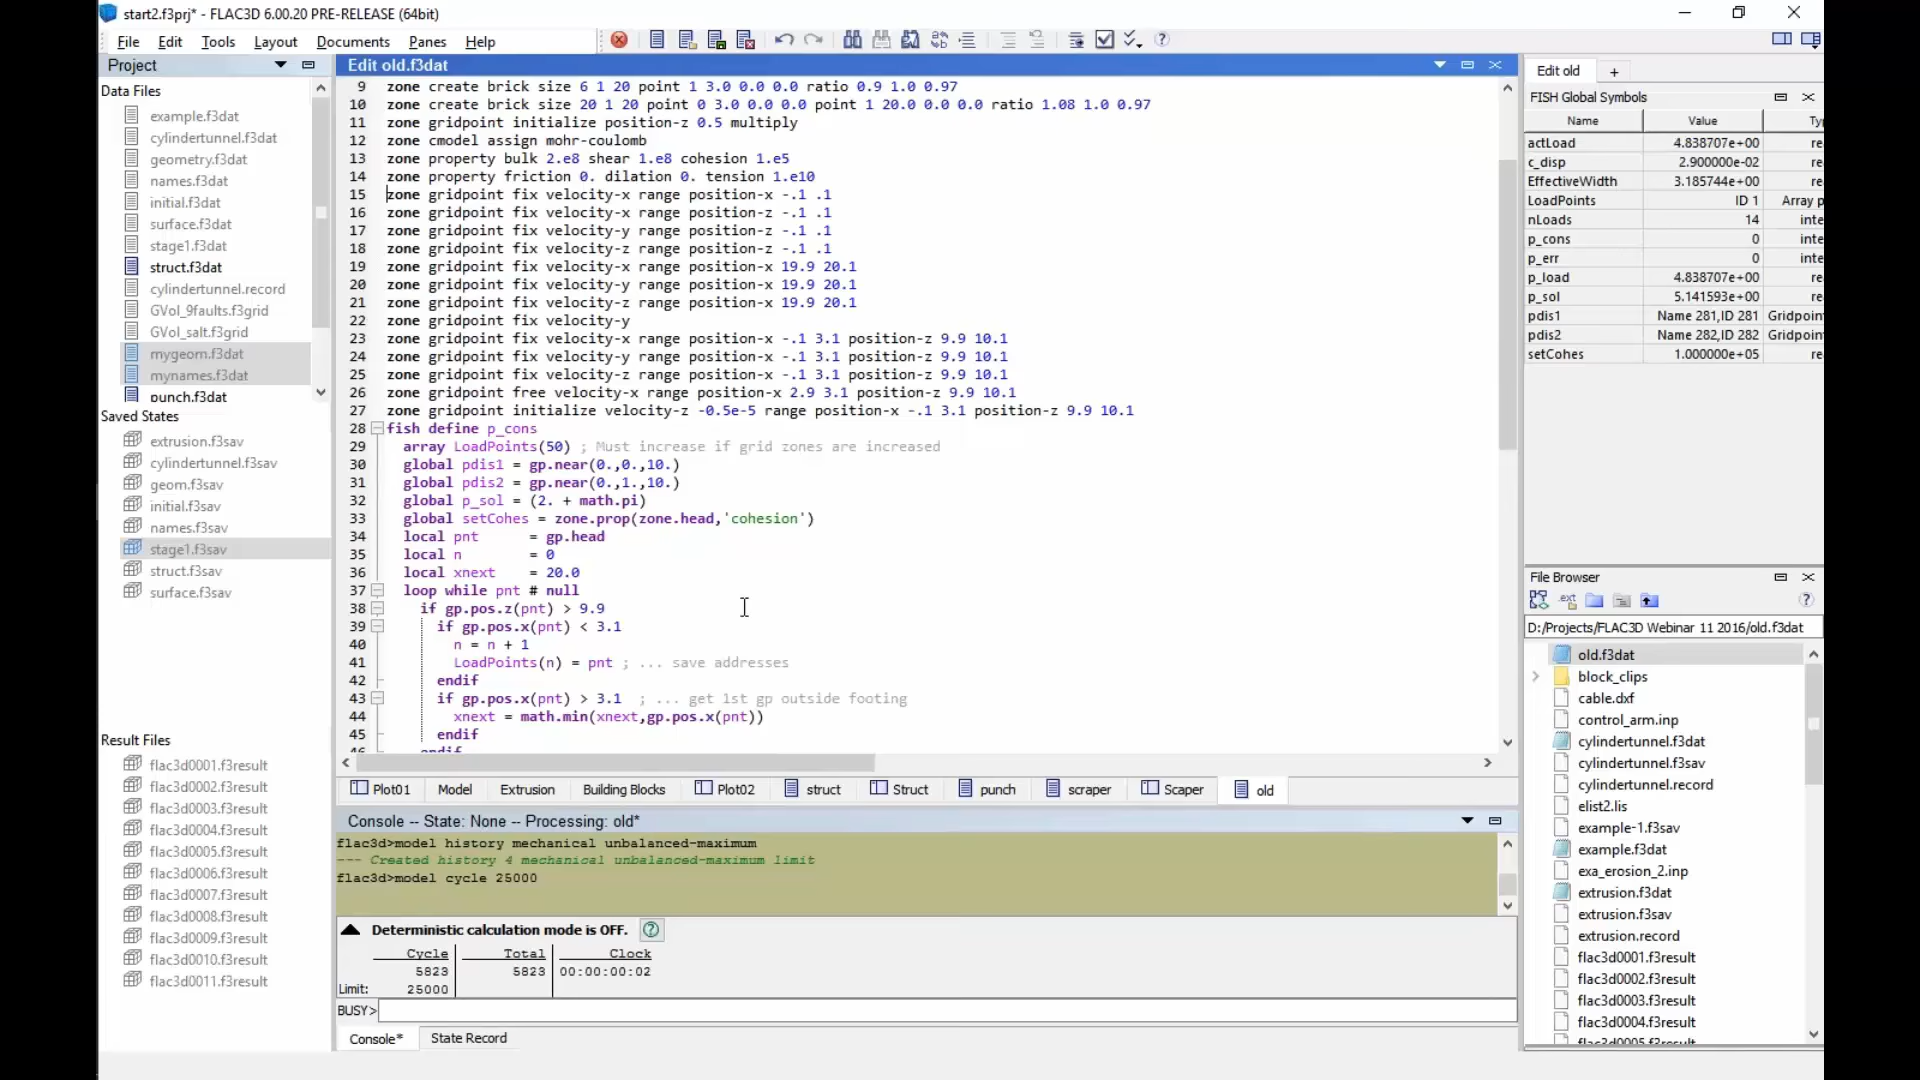 start2.f3prj* - FLAC3D 6.00.20 PRE-RELEASE (64bit)
File Edit Tools Layout Documents Panes Help
Project
Data Files
example.f3dat
cylindertunnel.f3dat
geometry.f3dat
names.f3dat
initial.f3dat
surface.f3dat
stage1.f3dat
struct.f3dat
cylindertunnel.record
GVol_9faults.f3grid
GVol_salt.f3grid
mygeom.f3dat
mynames.f3dat
punch.f3dat
Saved States
extrusion.f3sav
cylindertunnel.f3sav
geom.f3sav
initial.f3sav
names.f3sav
stage1.f3sav
struct.f3sav
surface.f3sav
Result Files
flac3d0001.f3result
flac3d0002.f3result
flac3d0003.f3result
flac3d0004.f3result
flac3d0005.f3result
flac3d0006.f3result
flac3d0007.f3result
flac3d0008.f3result
flac3d0009.f3result
flac3d0010.f3result
flac3d0011.f3result
Edit old.f3dat
9 zone create brick size 6 1 20 point 1 3.0 0.0 0.0 ratio 0.9 1.0 0.97
10 zone create brick size 20 1 20 point 0 3.0 0.0 0.0 point 1 20.0 0.0 0.0 ratio 1.08 1.0 0.97
11 zone gridpoint initialize position-z 0.5 multiply
12 zone cmodel assign mohr-coulomb
13 zone property bulk 2.e8 shear 1.e8 cohesion 1.e5
14 zone property friction 0. dilation 0. tension 1.e10
15 zone gridpoint fix velocity-x range position-x -.1 .1
16 zone gridpoint fix velocity-x range position-z -.1 .1
17 zone gridpoint fix velocity-y range position-z -.1 .1
18 zone gridpoint fix velocity-z range position-z -.1 .1
19 zone gridpoint fix velocity-x range position-x 19.9 20.1
20 zone gridpoint fix velocity-y range position-x 19.9 20.1
21 zone gridpoint fix velocity-z range position-x 19.9 20.1
22 zone gridpoint fix velocity-y
23 zone gridpoint fix velocity-x range position-x -.1 3.1 position-z 9.9 10.1
24 zone gridpoint fix velocity-y range position-x -.1 3.1 position-z 9.9 10.1
25 zone gridpoint fix velocity-z range position-x -.1 3.1 position-z 9.9 10.1
26 zone gridpoint free velocity-x range position-x 2.9 3.1 position-z 9.9 10.1
27 zone gridpoint initialize velocity-z -0.5e-5 range position-x -.1 3.1 position-z 9.9 10.1
28 fish define p_cons
29 array LoadPoints(50) ; Must increase if grid zones are increased
30 global pdis1 = gp.near(0.,0.,10.)
31 global pdis2 = gp.near(0.,1.,10.)
32 global p_sol = (2. + math.pi)
33 global setCohes = zone.prop(zone.head,'cohesion')
34 local pnt = gp.head
35 local n = 0
36 local xnext = 20.0
37 loop while pnt # null
38 if gp.pos.z(pnt) > 9.9
39 if gp.pos.x(pnt) < 3.1
40 n = n + 1
41 LoadPoints(n) = pnt ; ... save addresses
42 endif
43 if gp.pos.x(pnt) > 3.1 ; ... get 1st gp outside footing
44 xnext = math.min(xnext,gp.pos.x(pnt))
45 endif
46 endif
Plot01 Model Extrusion Building Blocks Plot02 struct Struct punch scraper Scaper old
Console -- State: None -- Processing: old*
flac3d>model history mechanical unbalanced-maximum
--- Created history 4 mechanical unbalanced-maximum limit
flac3d>model cycle 25000
Deterministic calculation mode is OFF.
Cycle Total Clock
5823 5823 00:00:00:02
Limit: 25000
BUSY>
Console* State Record
Edit old
FISH Global Symbols
Name Value Ty
actLoad 4.838707e+00 re
c_disp 2.900000e-02 re
EffectiveWidth 3.185744e+00 re
LoadPoints ID 1 Array p
nLoads 14 inte
p_cons 0 inte
p_err 0 inte
p_load 4.838707e+00 re
p_sol 5.141593e+00 re
pdis1 Name 281,ID 281 Gridpoin
pdis2 Name 282,ID 282 Gridpoin
setCohes 1.000000e+05 re
File Browser
.ext
D:/Projects/FLAC3D Webinar 11 2016/old.f3dat
old.f3dat
block_clips
cable.dxf
control_arm.inp
cylindertunnel.f3dat
cylindertunnel.f3sav
cylindertunnel.record
elist2.lis
example-1.f3sav
example.f3dat
exa_erosion_2.inp
extrusion.f3dat
extrusion.f3sav
extrusion.record
flac3d0001.f3result
flac3d0002.f3result
flac3d0003.f3result
flac3d0004.f3result
flac3d0005.f3result